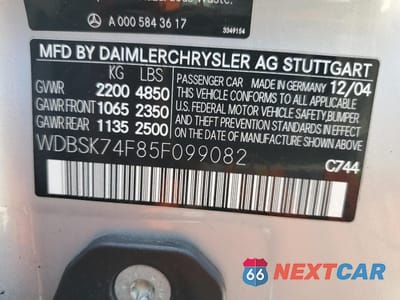 A 000 584 36 17
3349154
MFD BY DAIMLERCHRYSLER AG STUTTGART
KG LBS
GVWR 2200 4850
GAWR FRONT 1065 2350
GAWR REAR 1135 2500
PASSENGER CAR MADE IN GERMANY 12/04
THIS VEHICLE CONFORMS TO ALL APPLICABLE
U.S. FEDERAL MOTOR VEHICLE SAFETY, BUMPER
AND THEFT PREVENTION STANDARDS IN EFFECT
ON THE DATE OF MANUFACTURE SHOWN ABOVE
WDBSK74F85F099082
C744
66 NEXTCAR